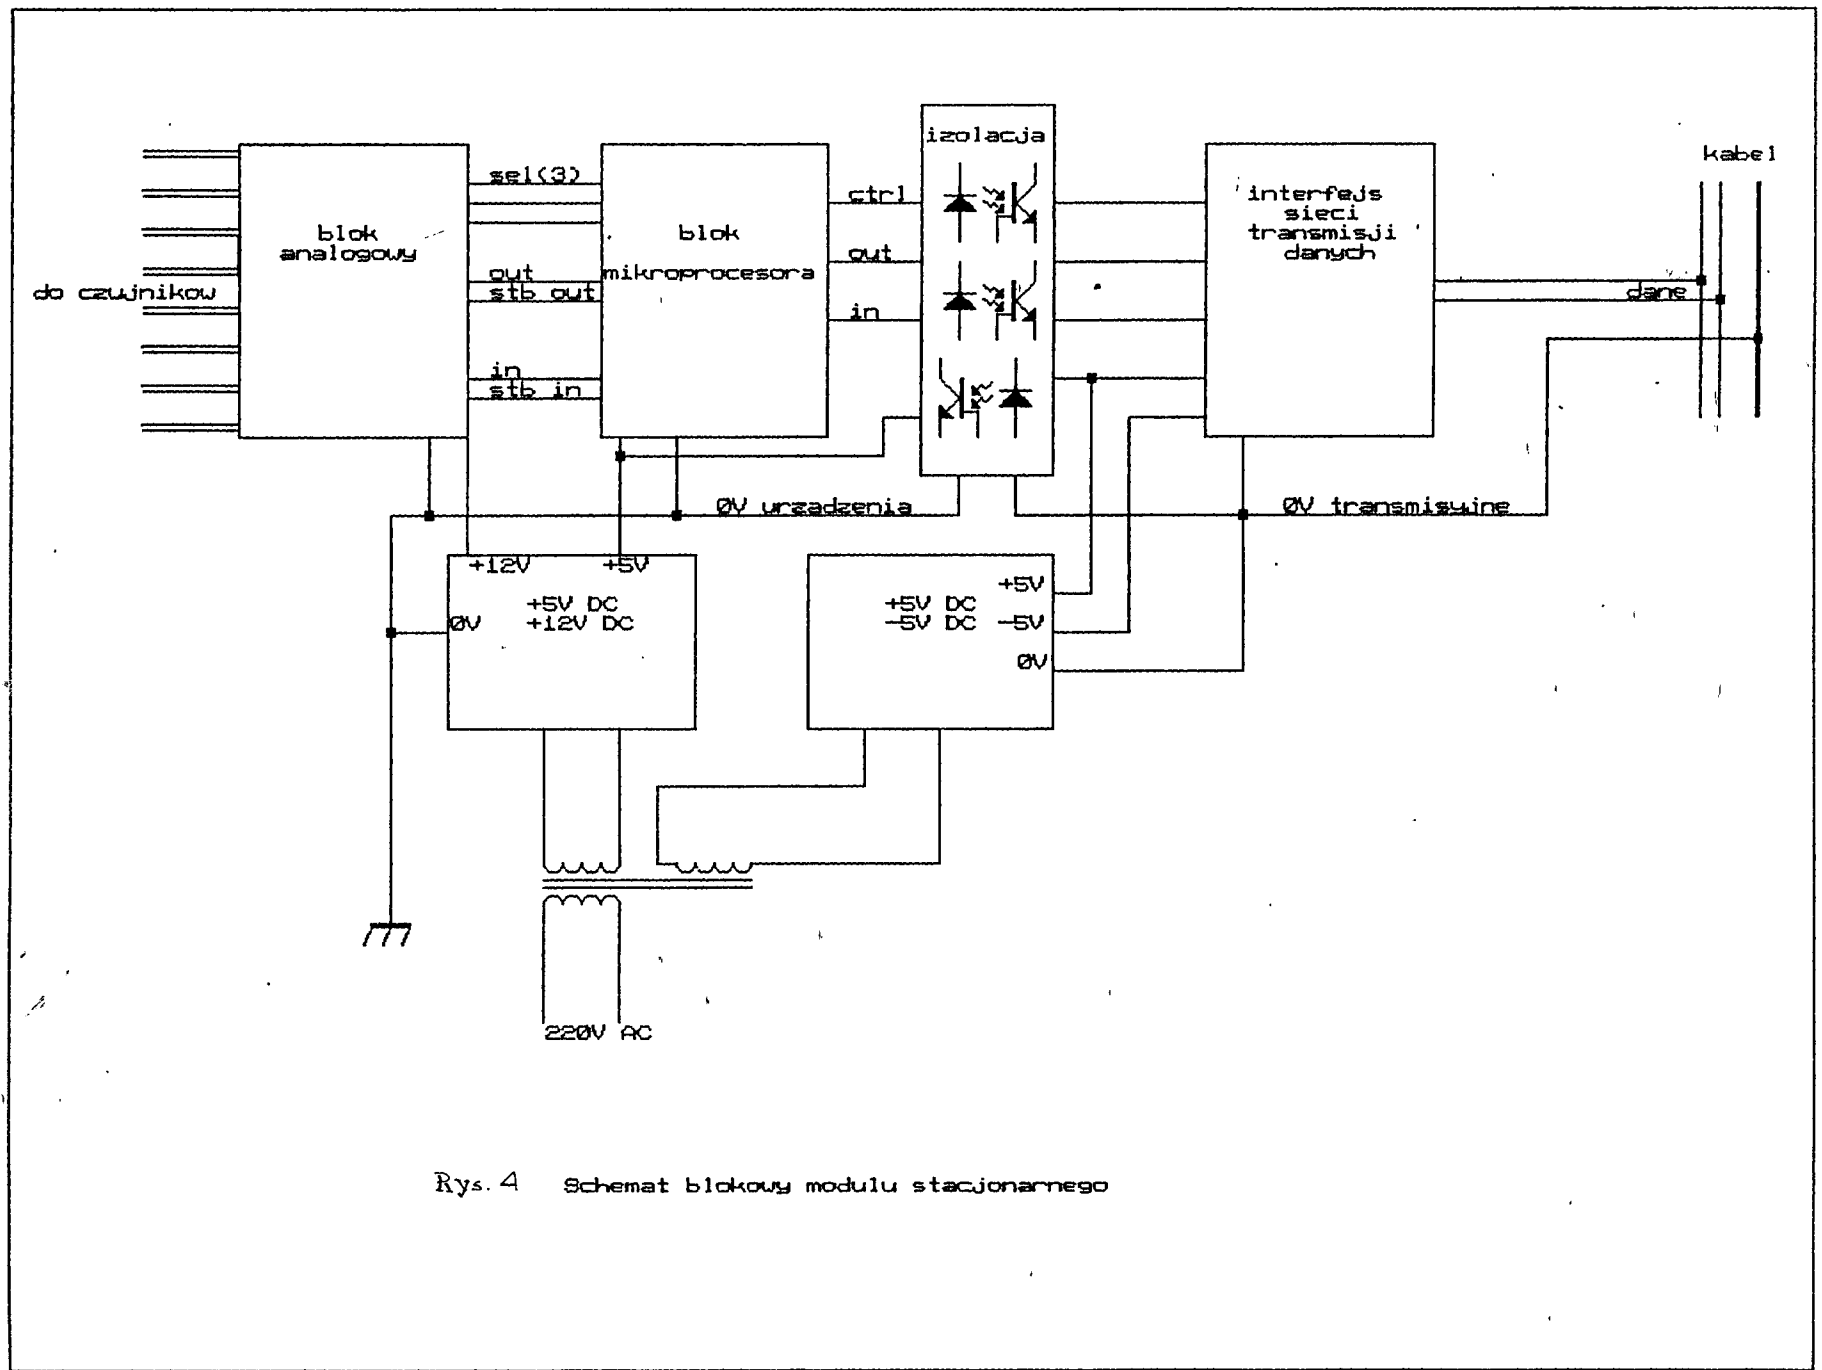 izolacja
kabel
sel(3)
ctrl
interfejs
sieci
transmisji
danych
blok
analogowy
blok
mikroprocesora
out
out
stb out
do czujnikow
dane
in
in
stb in
0V urzadzenia
0V transmisyjne
+12V
+5V
+5V DC
+12V DC
0V
+5V
+5V DC
-5V DC
-5V
0V
220V AC
Rys. 4 Schemat blokowy modulu stacjonarnego